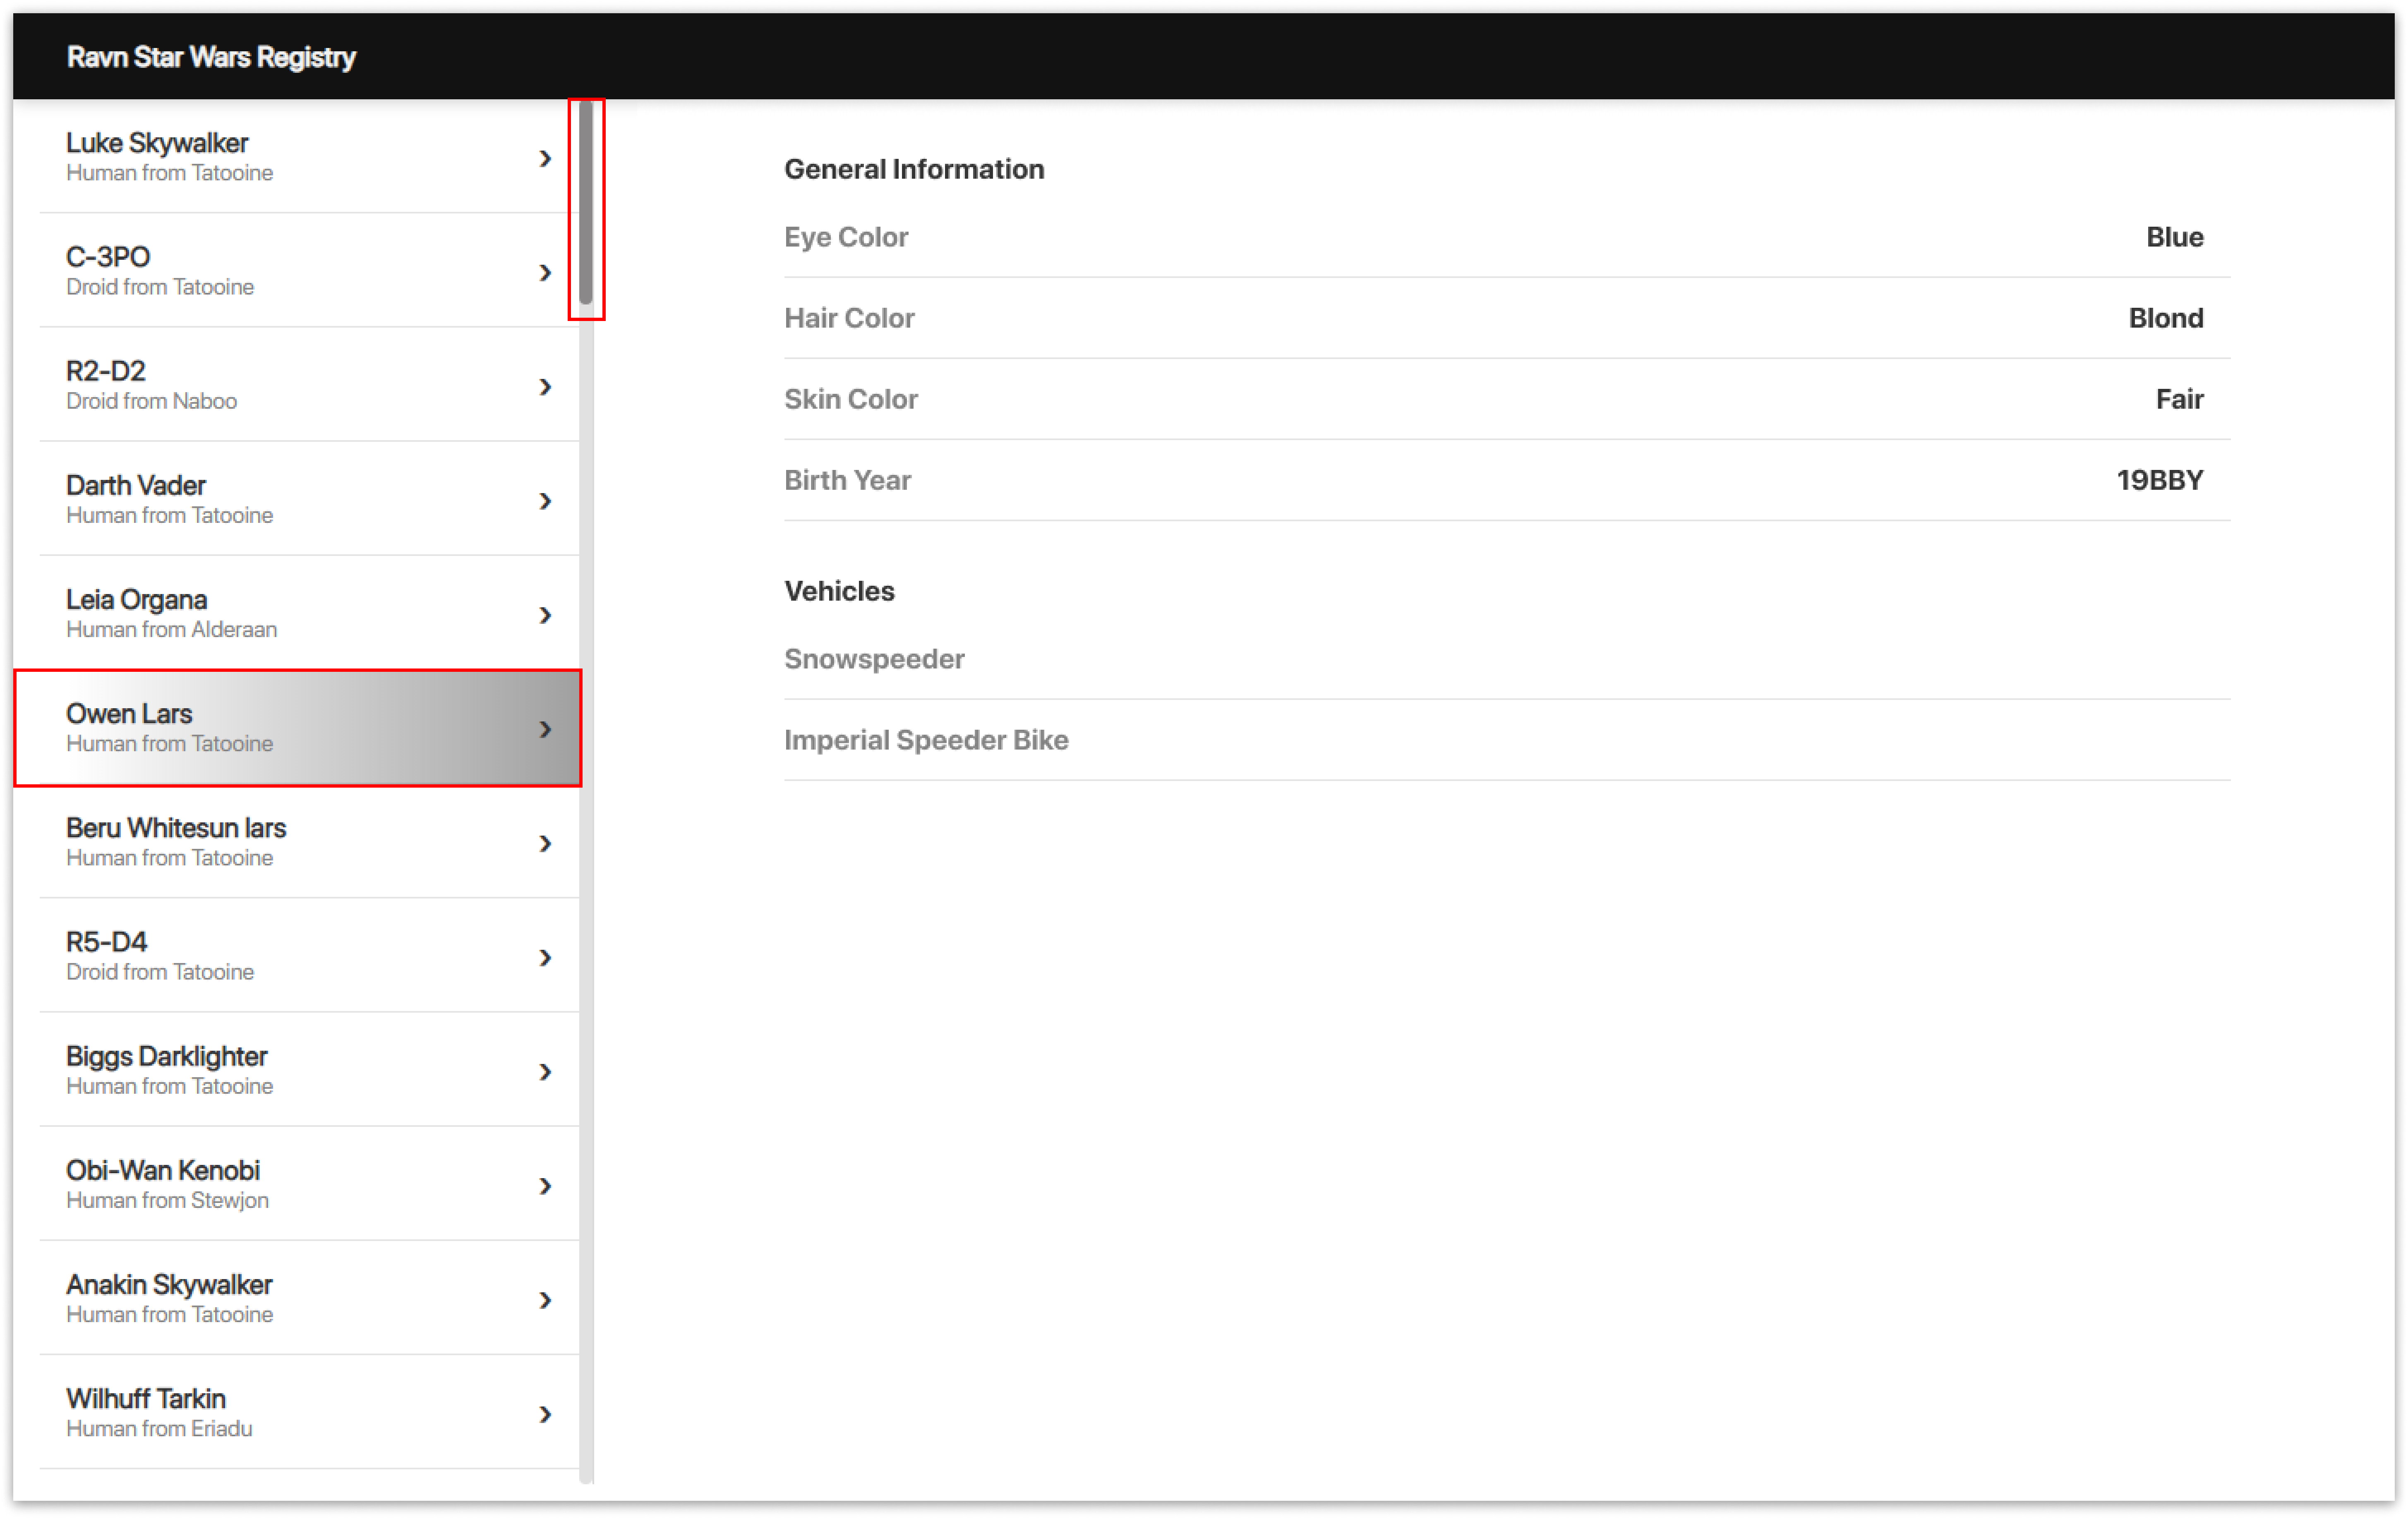 Ravn Star Wars Registry
Luke Skywalker
Human from Tatooine
C-3PO
Droid from Tatooine
R2-D2
Droid from Naboo
Darth Vader
Human from Tatooine
Leia Organa
Human from Alderaan
Owen Lars
Human from Tatooine
Beru Whitesun lars
Human from Tatooine
R5-D4
Droid from Tatooine
Biggs Darklighter
Human from Tatooine
Obi-Wan Kenobi
Human from Stewjon
Anakin Skywalker
Human from Tatooine
Wilhuff Tarkin
Human from Eriadu
General Information
Eye Color Blue
Hair Color Blond
Skin Color Fair
Birth Year 19BBY
Vehicles
Snowspeeder
Imperial Speeder Bike